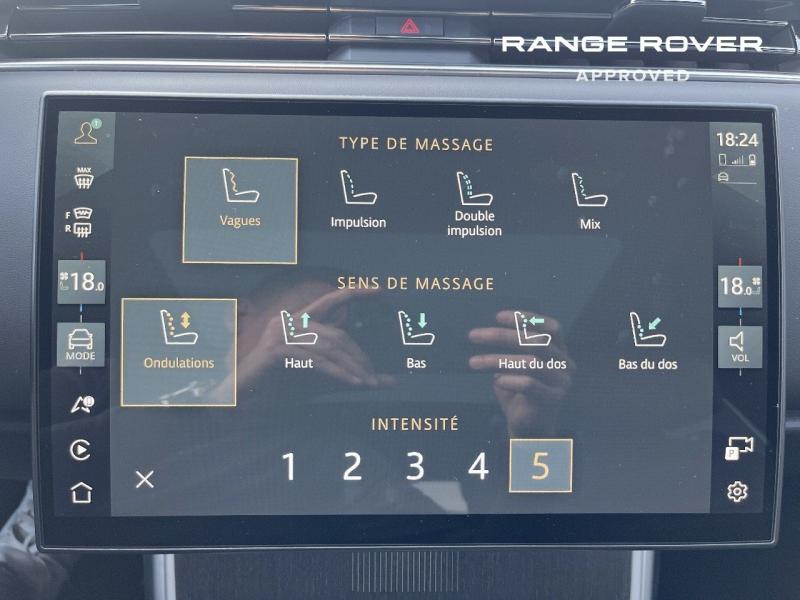 RANGE ROVER
APPROVED
TYPE DE MASSAGE
18:24
MAX
Vagues
Impulsion
Double
impulsion
Mix
F
R
SENS DE MASSAGE
18.0
18.0
Ondulations
Haut
Bas
Haut du dos
Bas du dos
MODE
VOL
INTENSITÉ
1 2 3 4 5
P